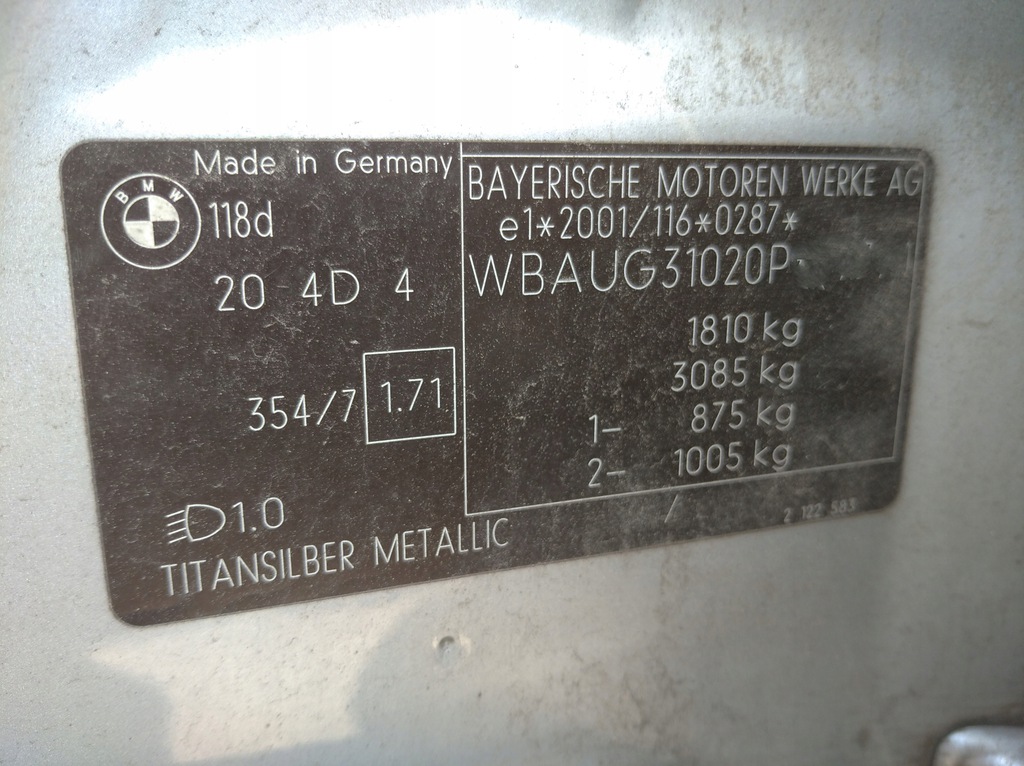 Made in Germany
BMW
118d
20 4D 4
354/7 1.71
1.0
TITANSILBER METALLIC
BAYERISCHE MOTOREN WERKE AG
e1*2001/116*0287*
WBAUG31020P
1810 kg
3085 kg
1- 875 kg
2- 1005 kg
/
2 122 583